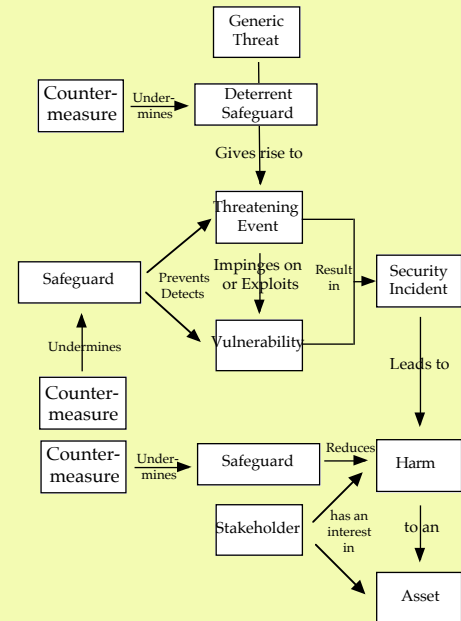 Generic
Threat
Counter-
measure
Under-
mines
Deterrent
Safeguard
Gives rise to
Threatening
Event
Safeguard
Prevents
Detects
Impinges on
or Exploits
Result
in
Security
Incident
Vulnerability
Undermines
Leads to
Counter-
measure
Counter-
measure
Under-
mines
Safeguard
Reduces
Harm
Stakeholder
has an
interest
in
to an
Asset